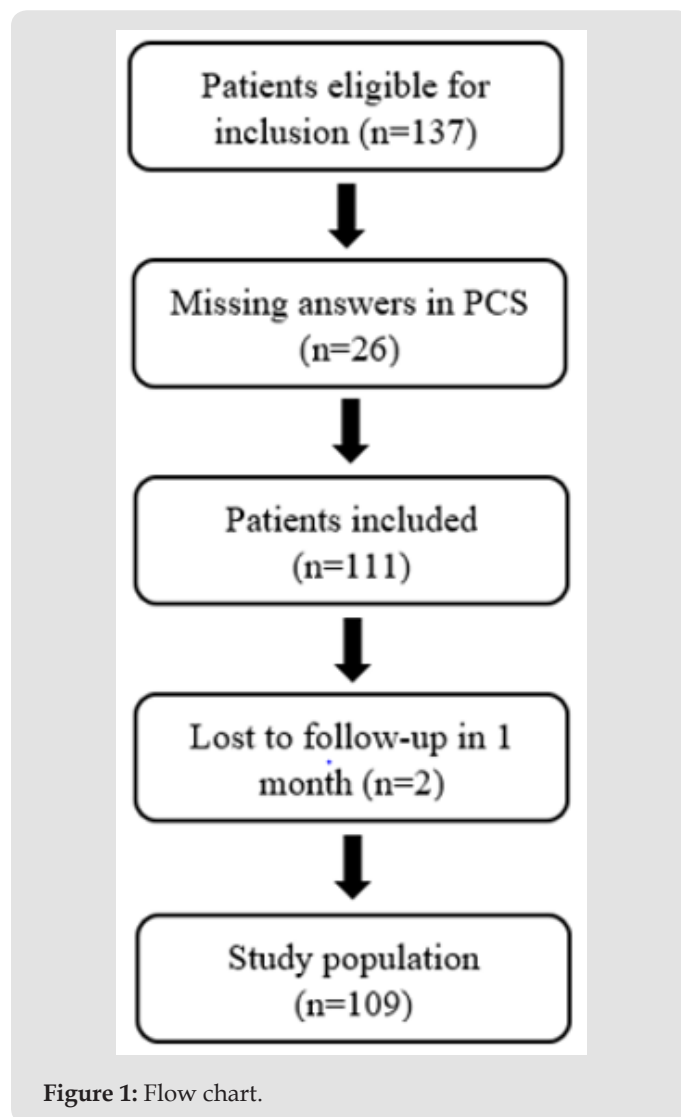 Patients eligible for
inclusion (n=137)
Missing answers in PCS
(n=26)
Patients included
(n=111)
Lost to follow-up in 1
month (n=2)
Study population
(n=109)
Figure 1: Flow chart.